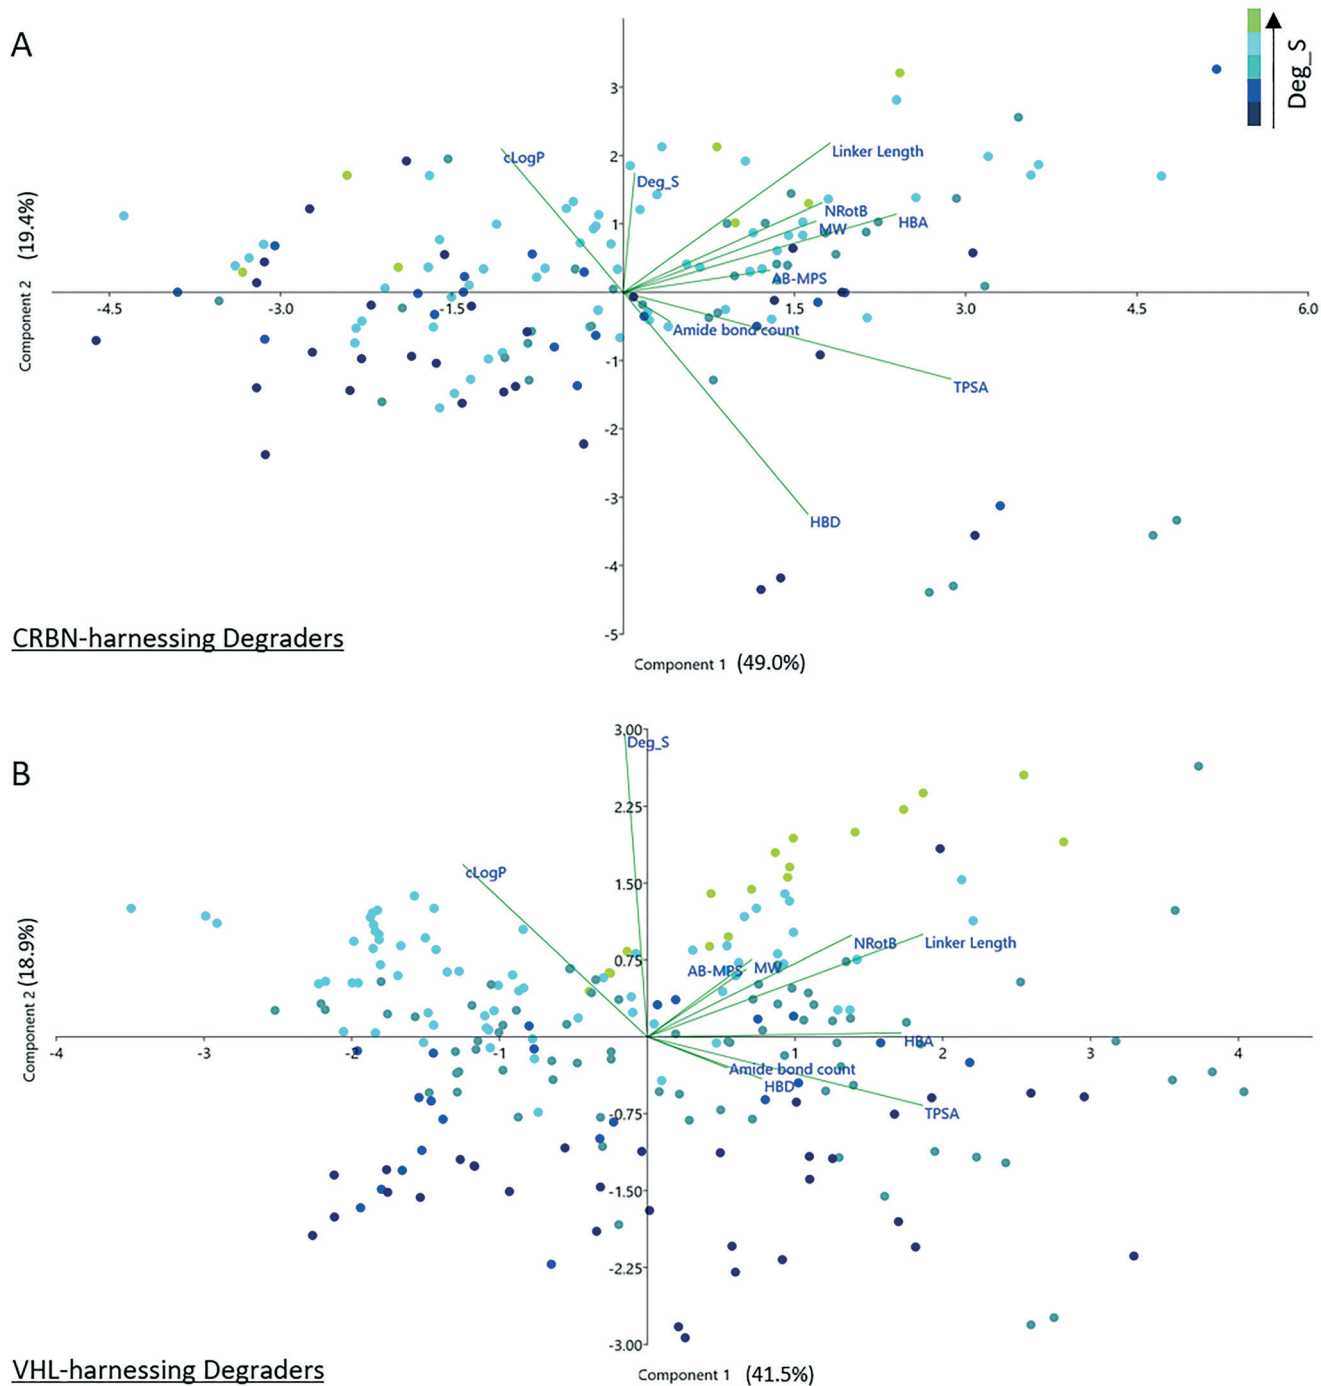 A
Deg_S
3
2
1
-1
-2
-3
-4
-5
-4.5
-3.0
-1.5
1.5
3.0
4.5
6.0
cLogP
Deg_S
Linker Length
NRotB
MW
HBA
AB-MPS
Amide bond count
TPSA
HBD
Component 2 (19.4%)
CRBN-harnessing Degraders
Component 1 (49.0%)
B
3.00
2.25
1.50
0.75
-0.75
-1.50
-2.25
-3.00
-4
-3
-2
-1
1
2
3
4
Deg_S
cLogP
NRotB
Linker Length
AB-MPS
MW
HBA
Amide bond count
HBD
TPSA
Component 2 (18.9%)
VHL-harnessing Degraders
Component 1 (41.5%)